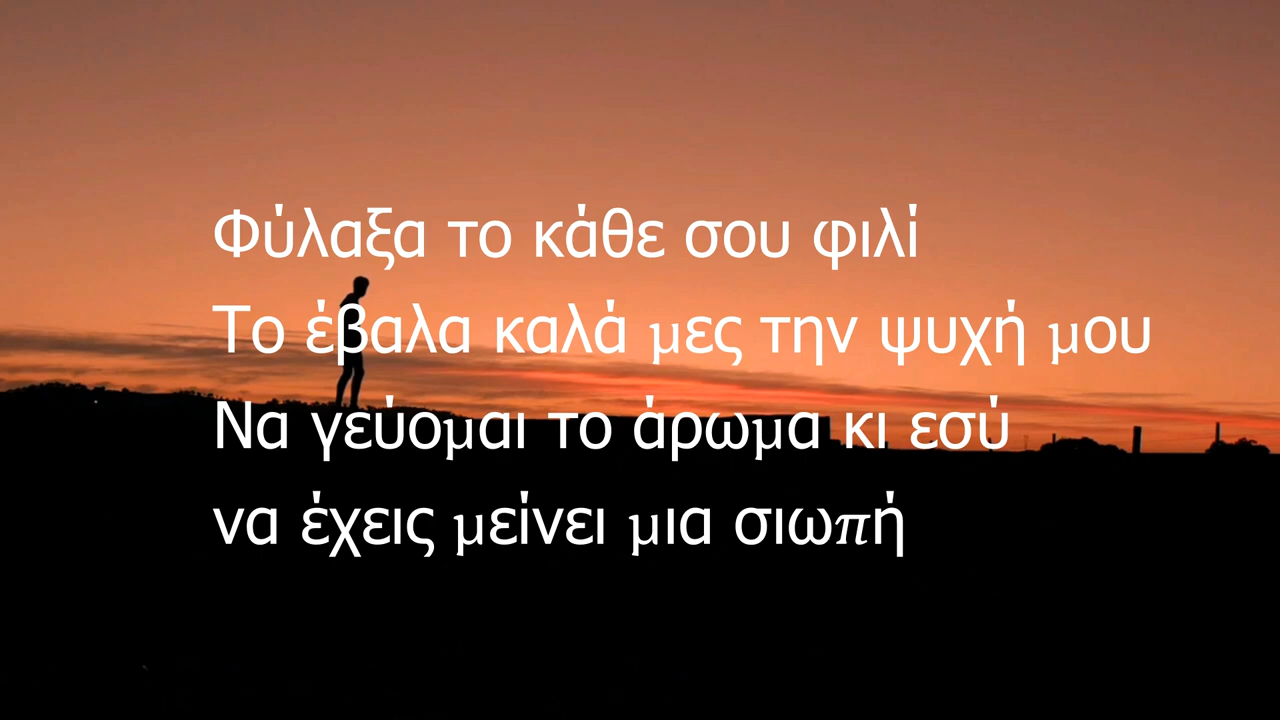 Φύλαξα το κάθε σου φιλί
Το έβαλα καλά μες την ψυχή μου
Να γεύομαι το άρωμα κι εσύ
να έχεις μείνει μια σιωπή